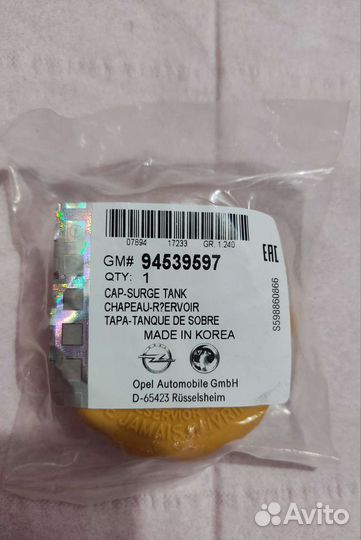 07894 17233 GR. 1.240
GM# 94539597
QTY: 1
CAP-SURGE TANK
CHAPEAU-R?ERVOIR
TAPA-TANQUE DE SOBRE
MADE IN KOREA
Opel Automobile GmbH
D-65423 Rüsselsheim
EAC
S598860866
JAMAIS
Avito